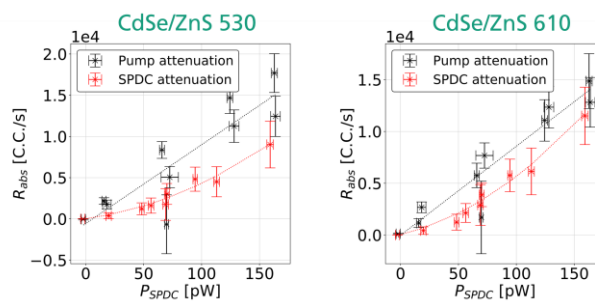 CdSe/ZnS 530
1e4
2.0
1.5
1.0
0.5
0.0
−0.5
R_abs [C.C./s]
Pump attenuation
SPDC attenuation
0 50 100 150
P_SPDC [pW]
CdSe/ZnS 610
1e4
1.5
1.0
0.5
0.0
R_abs [C.C./s]
Pump attenuation
SPDC attenuation
0 50 100 150
P_SPDC [pW]